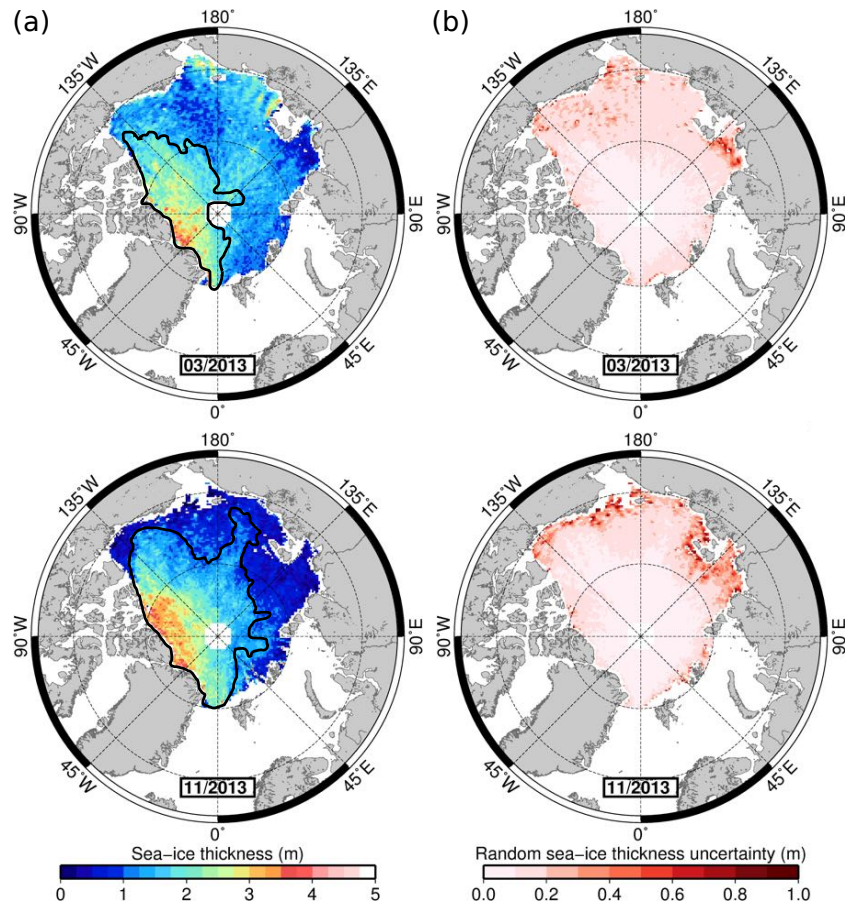 (a)
(b)
180˚
180˚
135˚W
135˚E
135˚W
135˚E
90˚W
90˚E
90˚W
90˚E
45˚W
45˚E
45˚W
45˚E
03/2013
03/2013
0˚
0˚
180˚
180˚
135˚W
135˚E
135˚W
135˚E
90˚W
90˚E
90˚W
90˚E
45˚W
45˚E
45˚W
45˚E
11/2013
11/2013
0˚
0˚
Sea-ice thickness (m)
0 1 2 3 4 5
Random sea-ice thickness uncertainty (m)
0.0 0.2 0.4 0.6 0.8 1.0